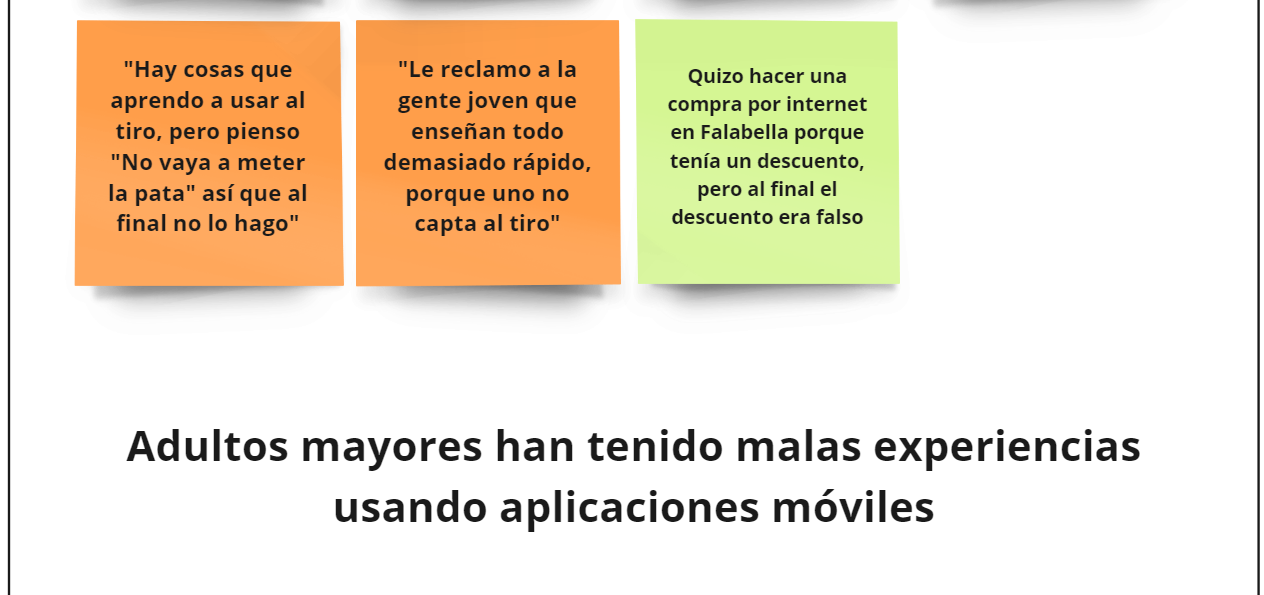 "Hay cosas que
aprendo a usar al
tiro, pero pienso
"No vaya a meter
la pata" así que al
final no lo hago"
"Le reclamo a la
gente joven que
enseñan todo
demasiado rápido,
porque uno no
capta al tiro"
Quizo hacer una
compra por internet
en Falabella porque
tenía un descuento,
pero al final el
descuento era falso
Adultos mayores han tenido malas experiencias
usando aplicaciones móviles